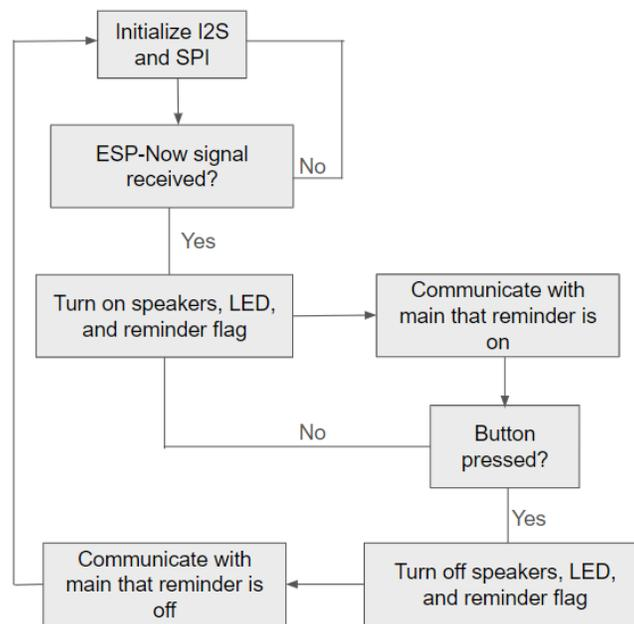 Initialize I2S
and SPI
ESP-Now signal
received?
No
Yes
Turn on speakers, LED,
and reminder flag
Communicate with
main that reminder is
on
No
Button
pressed?
Yes
Communicate with
main that reminder is
off
Turn off speakers, LED,
and reminder flag